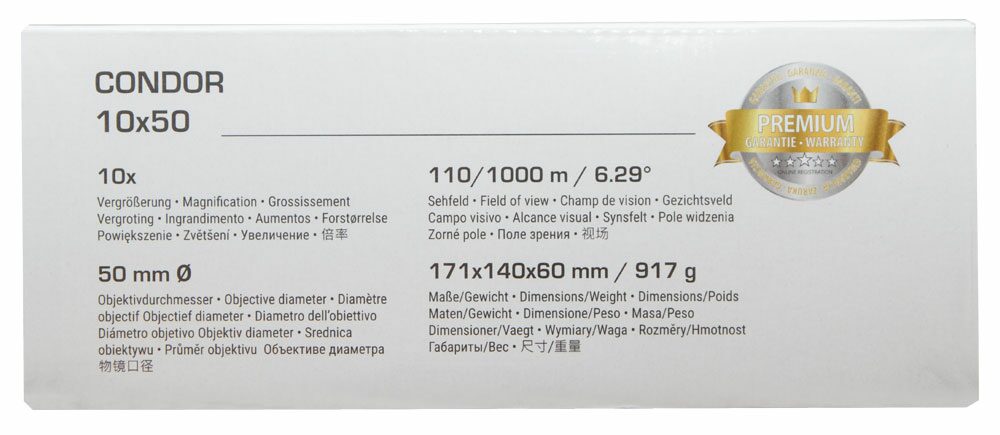 CONDOR
10x50
GARANTIE
PREMIUM
GARANTIE • WARRANTY
ONLINE REGISTRATION
ZÁRUKA
10x
Vergrößerung • Magnification • Grossissement
Vergroting • Ingrandimento • Aumentos • Forstørrelse
Powiększenie • Zvětšení • Увеличение • 倍率
110/1000 m / 6.29°
Sehfeld • Field of view • Champ de vision • Gezichtsveld
Campo visivo • Alcance visual • Synsfelt • Pole widzenia
Zorné pole • Поле зрения • 视场
50 mm Ø
Objektivdurchmesser • Objective diameter • Diamètre
objectif Objectief diameter • Diametro dell'obiettivo
Diámetro objetivo Objektiv diameter • Srednica
obiektywu • Průměr objektivu Объективе диаметра
物镜口径
171x140x60 mm / 917 g
Maße/Gewicht • Dimensions/Weight • Dimensions/Poids
Maten/Gewicht • Dimensione/Peso • Masa/Peso
Dimensioner/Vaegt • Wymiary/Waga • Rozměry/Hmotnost
Габариты/Вес • 尺寸/重量